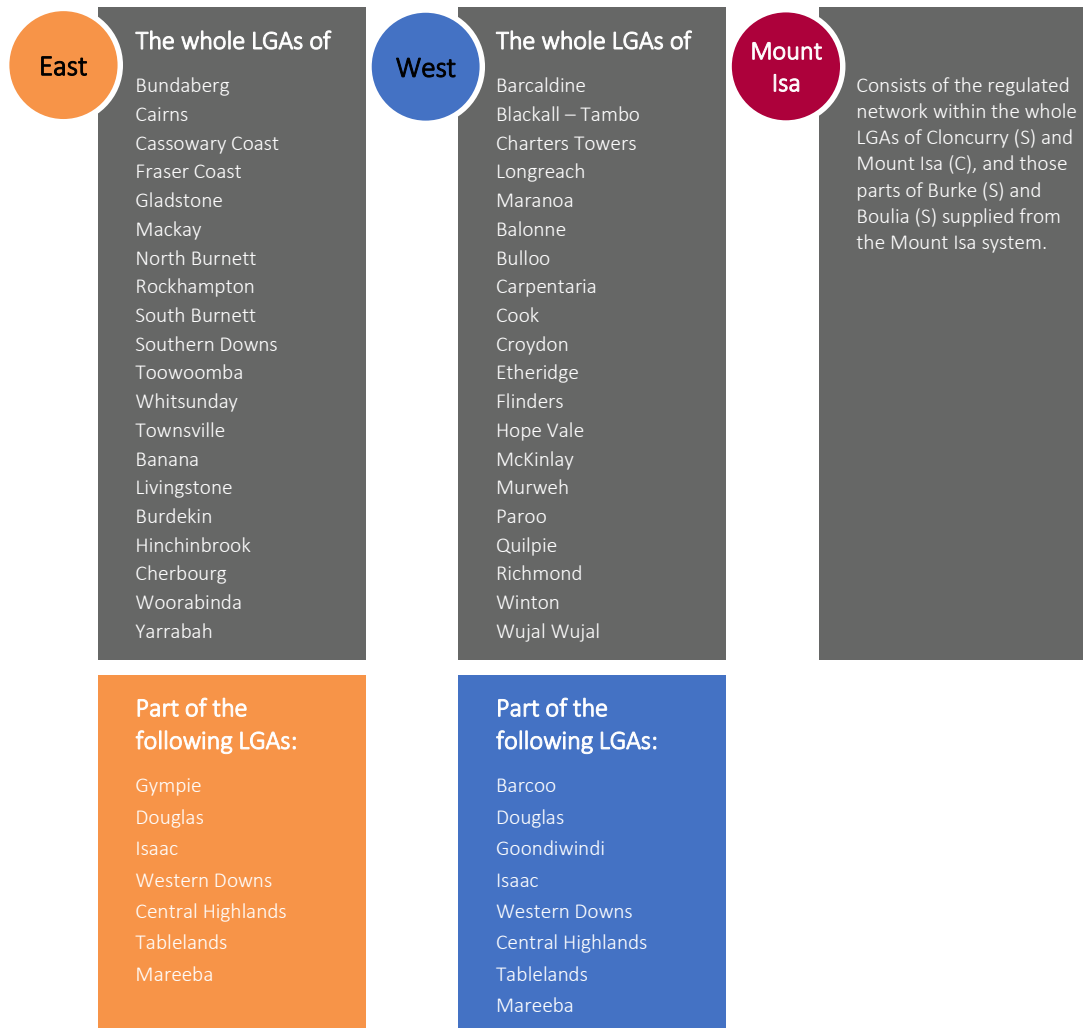 East
The whole LGAs of
Bundaberg
Cairns
Cassowary Coast
Fraser Coast
Gladstone
Mackay
North Burnett
Rockhampton
South Burnett
Southern Downs
Toowoomba
Whitsunday
Townsville
Banana
Livingstone
Burdekin
Hinchinbrook
Cherbourg
Woorabinda
Yarrabah
Part of the
following LGAs:
Gympie
Douglas
Isaac
Western Downs
Central Highlands
Tablelands
Mareeba
West
The whole LGAs of
Barcaldine
Blackall – Tambo
Charters Towers
Longreach
Maranoa
Balonne
Bulloo
Carpentaria
Cook
Croydon
Etheridge
Flinders
Hope Vale
McKinlay
Murweh
Paroo
Quilpie
Richmond
Winton
Wujal Wujal
Part of the
following LGAs:
Barcoo
Douglas
Goondiwindi
Isaac
Western Downs
Central Highlands
Tablelands
Mareeba
Mount
Isa
Consists of the regulated
network within the whole
LGAs of Cloncurry (S) and
Mount Isa (C), and those
parts of Burke (S) and
Boulia (S) supplied from
the Mount Isa system.